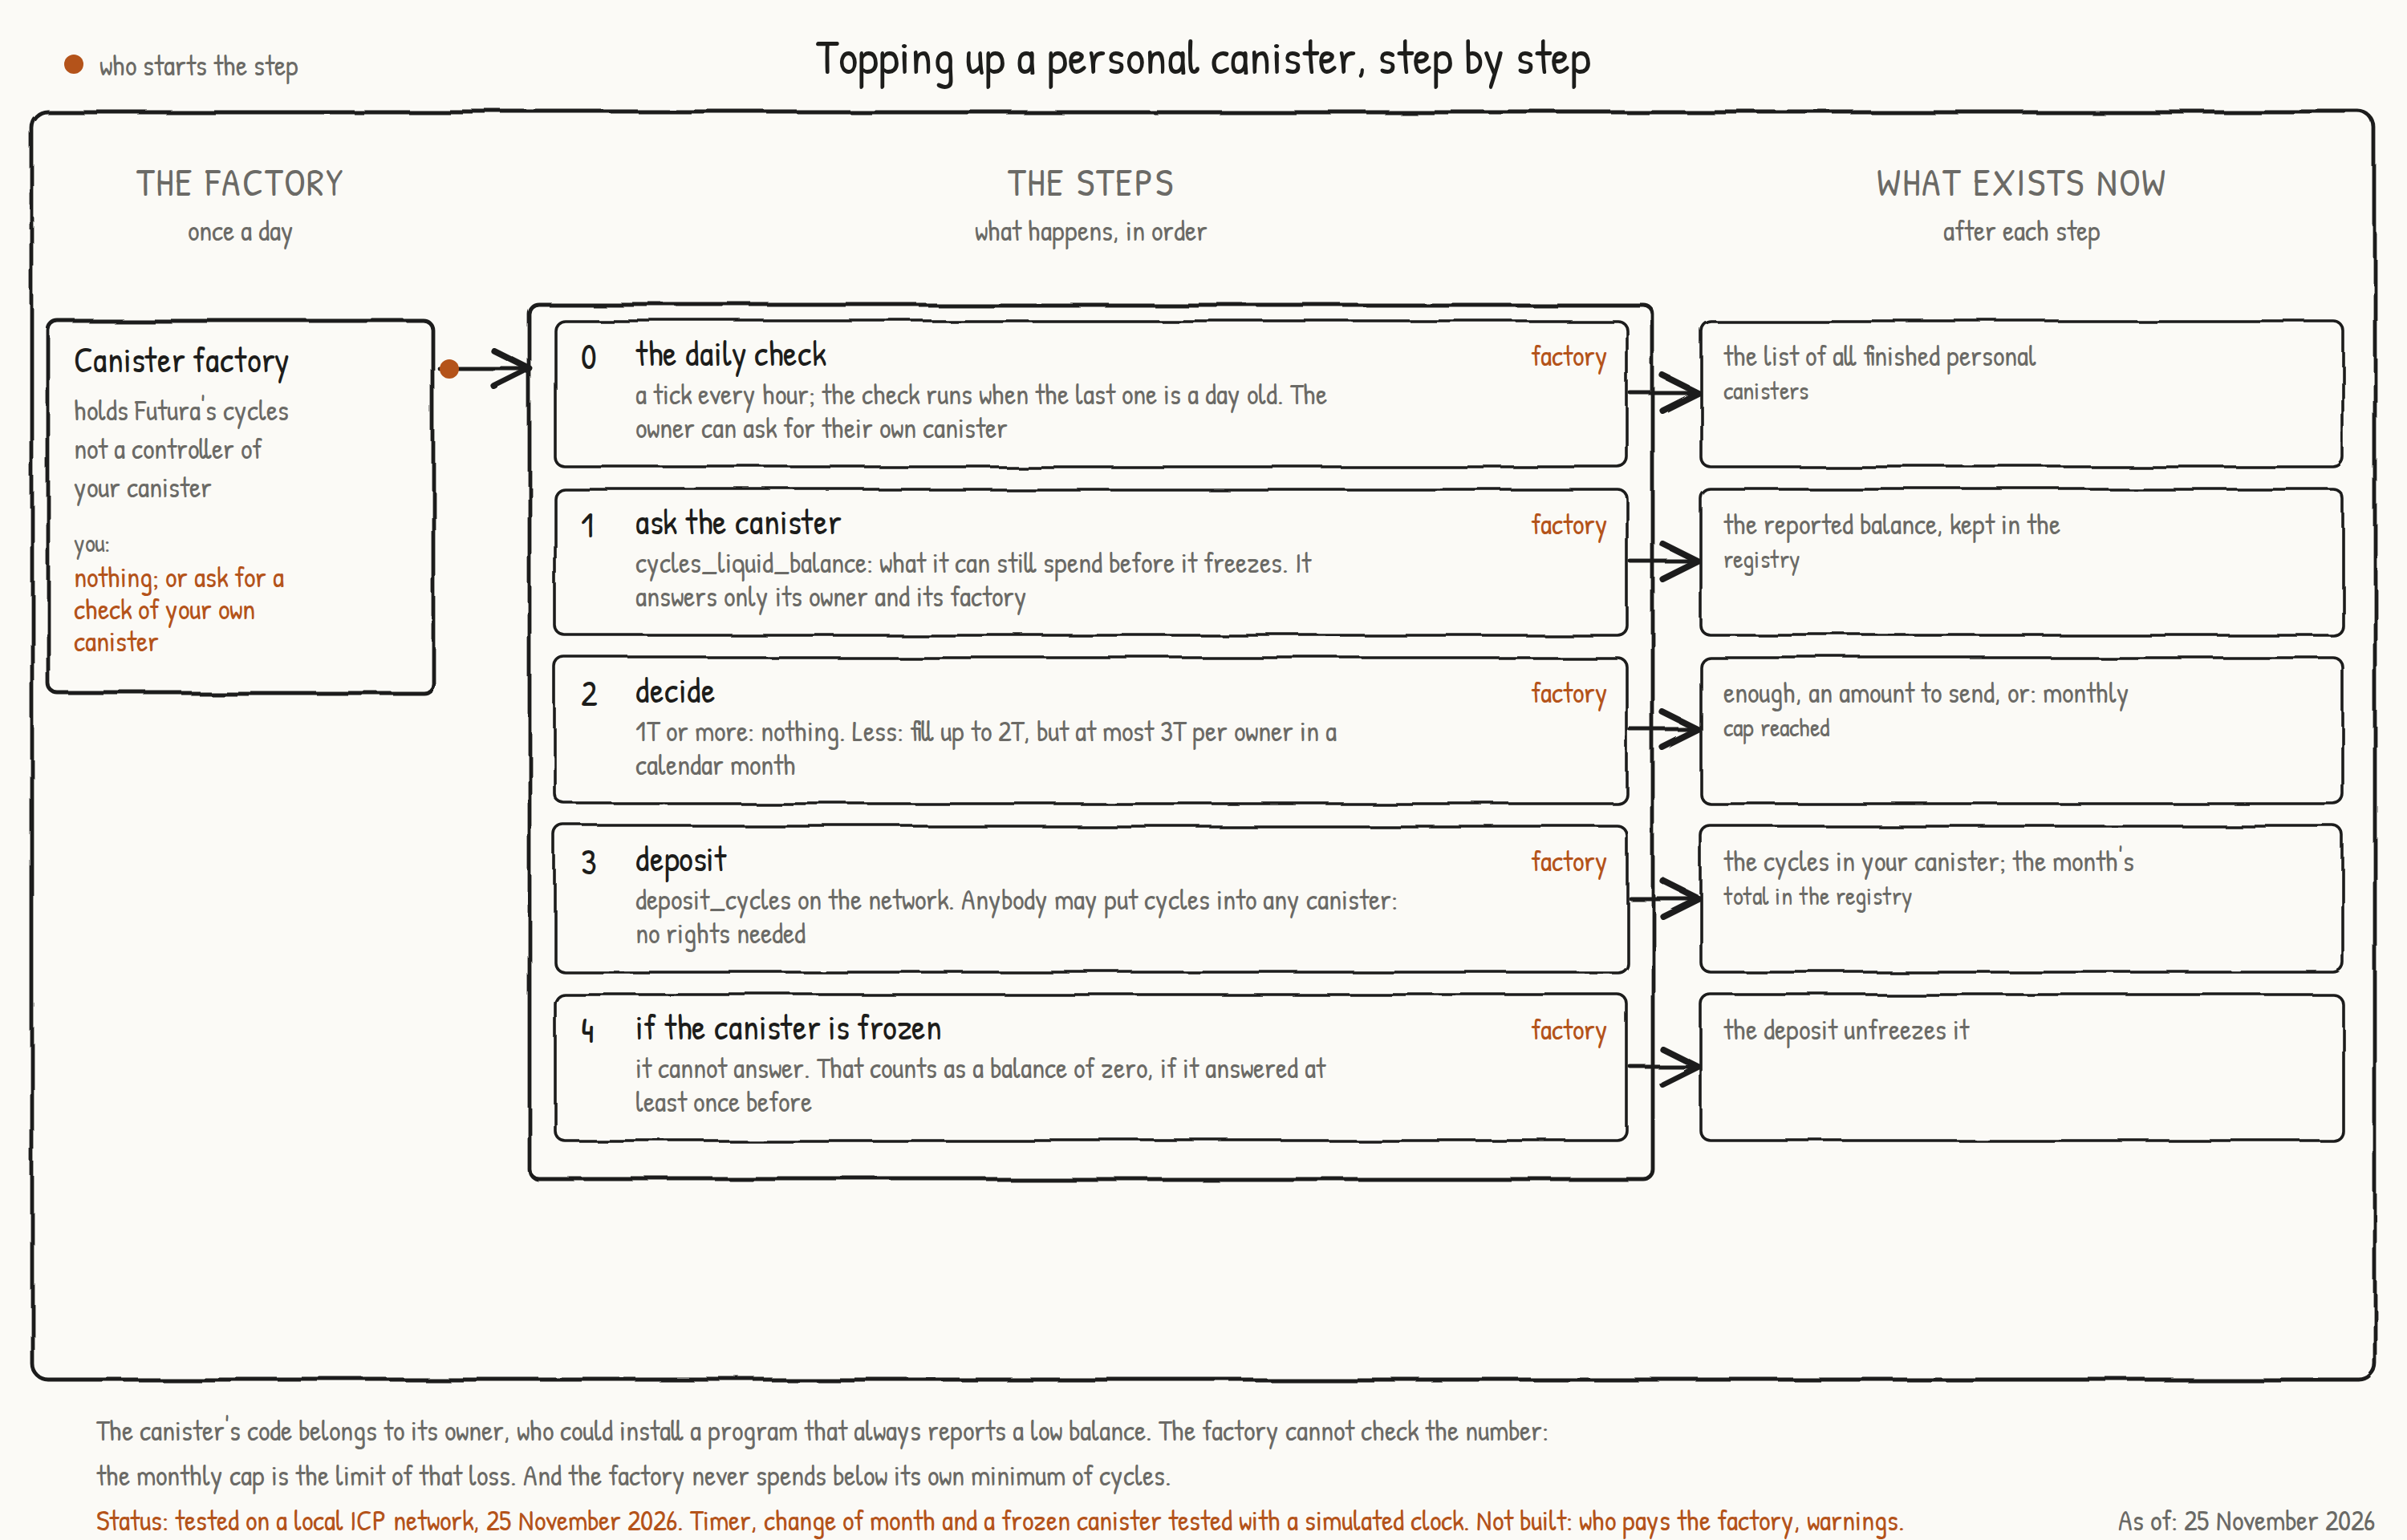 who starts the step
Topping up a personal canister, step by step
THE FACTORY
once a day
THE STEPS
what happens, in order
WHAT EXISTS NOW
after each step
Canister factory
holds Futura's cycles
not a controller of
your canister
you:
nothing; or ask for a
check of your own
canister
0 the daily check factory
a tick every hour; the check runs when the last one is a day old. The
owner can ask for their own canister
the list of all finished personal
canisters
1 ask the canister factory
cycles_liquid_balance: what it can still spend before it freezes. It
answers only its owner and its factory
the reported balance, kept in the
registry
2 decide factory
1T or more: nothing. Less: fill up to 2T, but at most 3T per owner in a
calendar month
enough, an amount to send, or: monthly
cap reached
3 deposit factory
deposit_cycles on the network. Anybody may put cycles into any canister:
no rights needed
the cycles in your canister; the month's
total in the registry
4 if the canister is frozen factory
it cannot answer. That counts as a balance of zero, if it answered at
least once before
the deposit unfreezes it
The canister's code belongs to its owner, who could install a program that always reports a low balance. The factory cannot check the number:
the monthly cap is the limit of that loss. And the factory never spends below its own minimum of cycles.
Status: tested on a local ICP network, 25 November 2026. Timer, change of month and a frozen canister tested with a simulated clock. Not built: who pays the factory, warnings.
As of: 25 November 2026